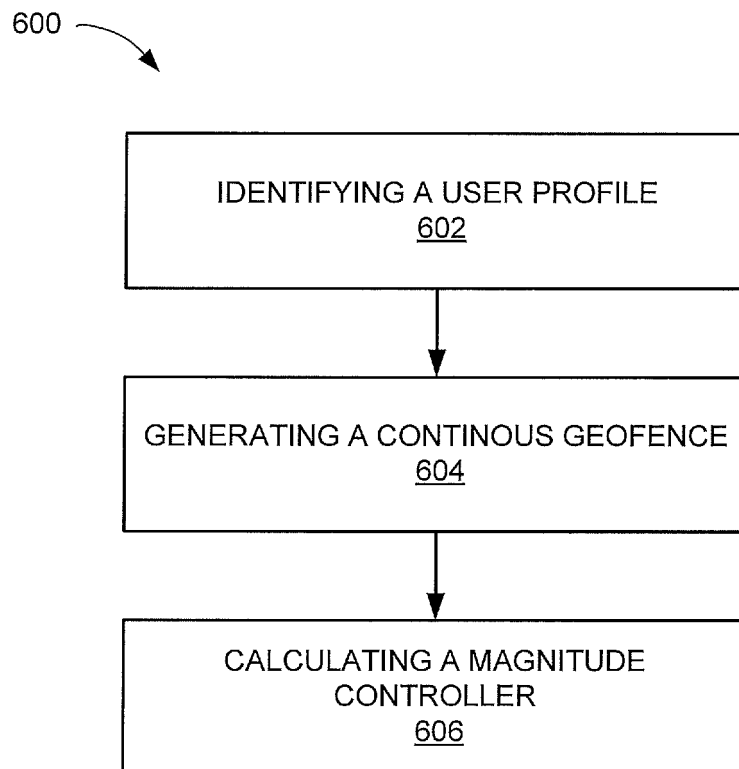 600
IDENTIFYING A USER PROFILE
602
GENERATING A CONTINOUS GEOFENCE
604
CALCULATING A MAGNITUDE
CONTROLLER
606